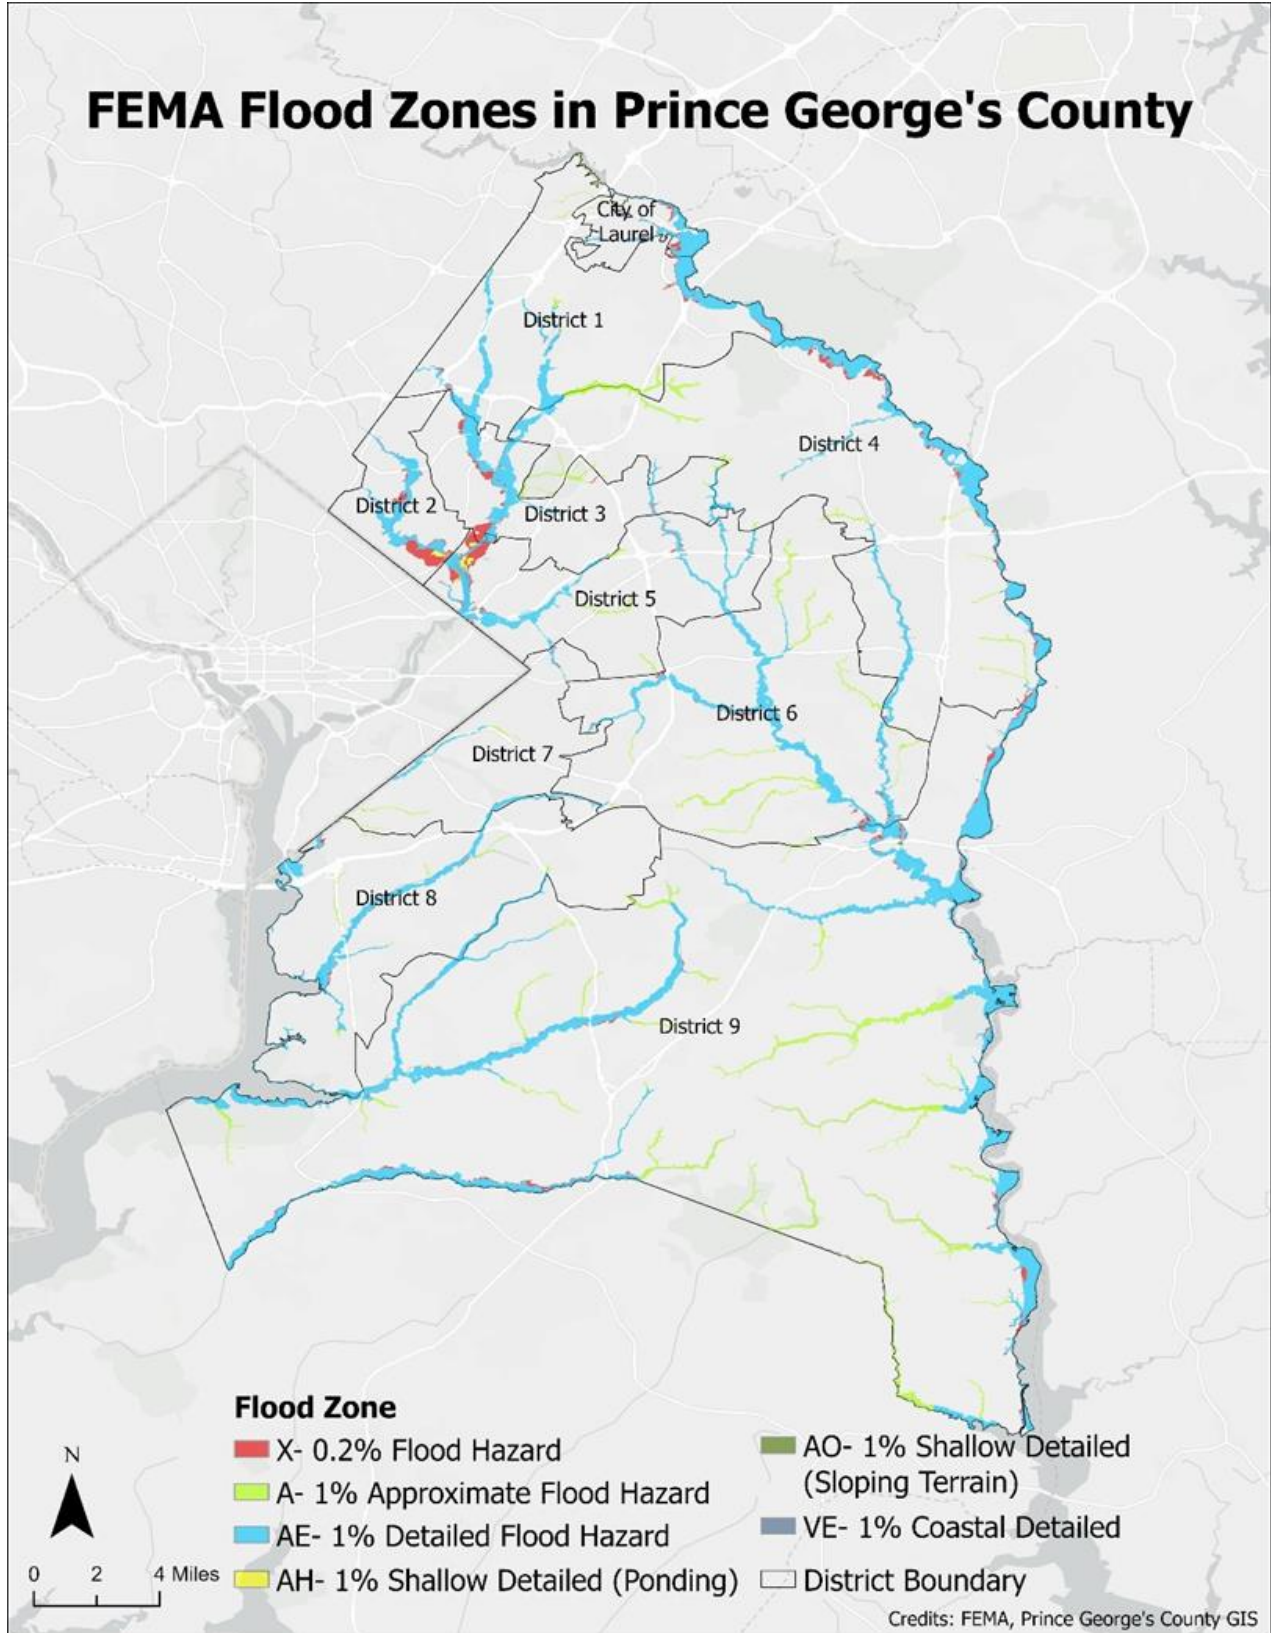 FEMA Flood Zones in Prince George's County
City of
Laurel
District 1
District 4
District 2
District 3
District 5
District 6
District 7
District 8
District 9
Flood Zone
X- 0.2% Flood Hazard
A- 1% Approximate Flood Hazard
AE- 1% Detailed Flood Hazard
AH- 1% Shallow Detailed (Ponding)
AO- 1% Shallow Detailed
(Sloping Terrain)
VE- 1% Coastal Detailed
District Boundary
N
0 2 4 Miles
Credits: FEMA, Prince George's County GIS